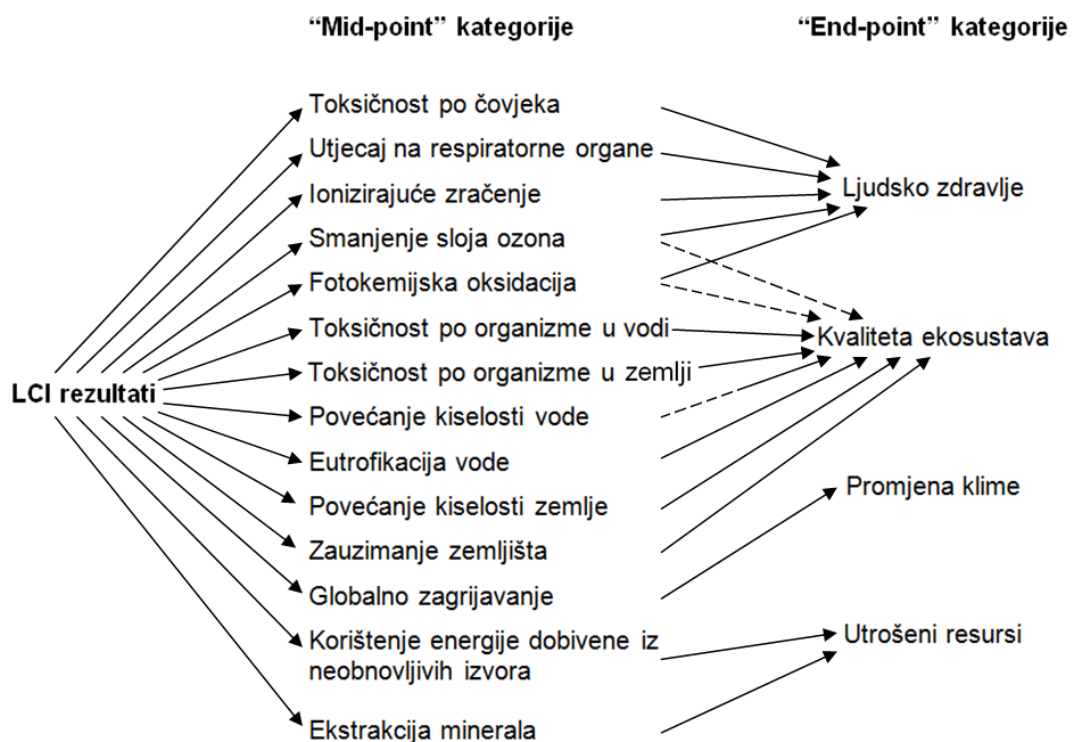 “Mid-point” kategorije
“End-point” kategorije
Toksičnost po čovjeka
Utjecaj na respiratorne organe
Ionizirajuće zračenje
Smanjenje sloja ozona
Fotokemijska oksidacija
Toksičnost po organizme u vodi
Toksičnost po organizme u zemlji
Povećanje kiselosti vode
Eutrofikacija vode
Povećanje kiselosti zemlje
Zauzimanje zemljišta
Globalno zagrijavanje
Korištenje energije dobivene iz
neobnovljivih izvora
Ekstrakcija minerala
LCI rezultati
Ljudsko zdravlje
Kvaliteta ekosustava
Promjena klime
Utrošeni resursi